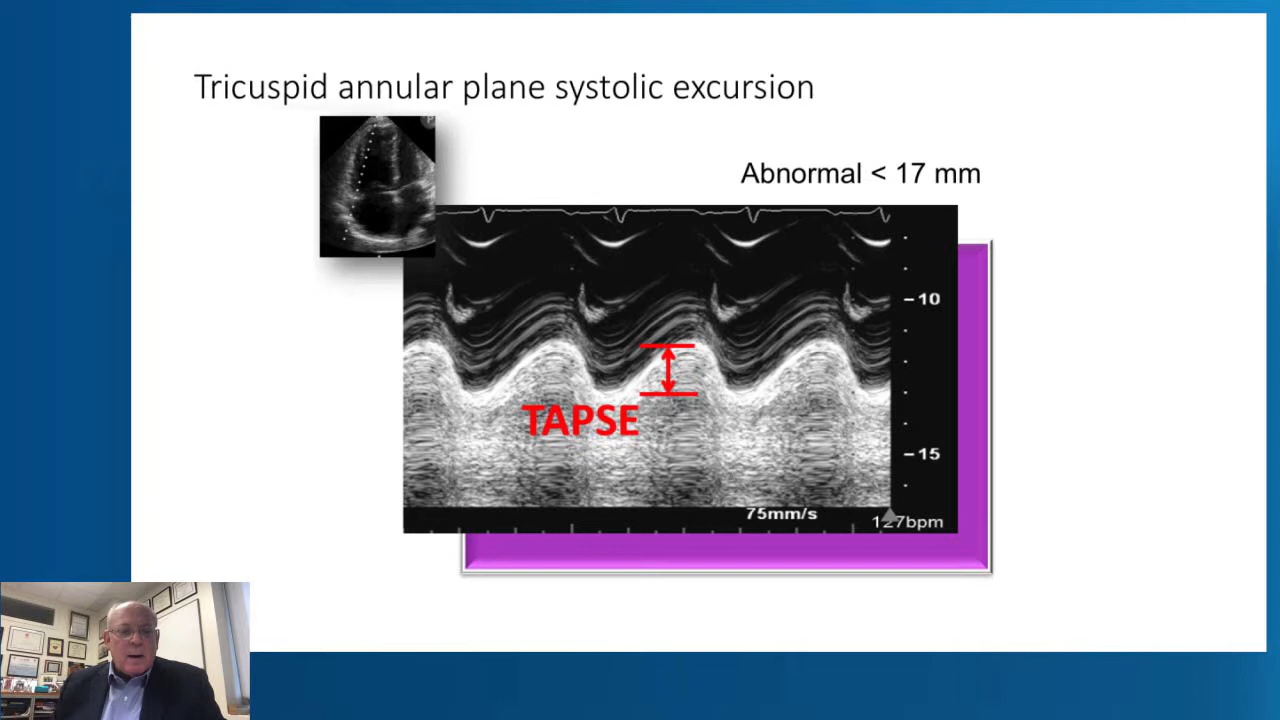 Tricuspid annular plane systolic excursion
P
Abnormal < 17 mm
10
TAPSE
15
75mm/s
127bpm